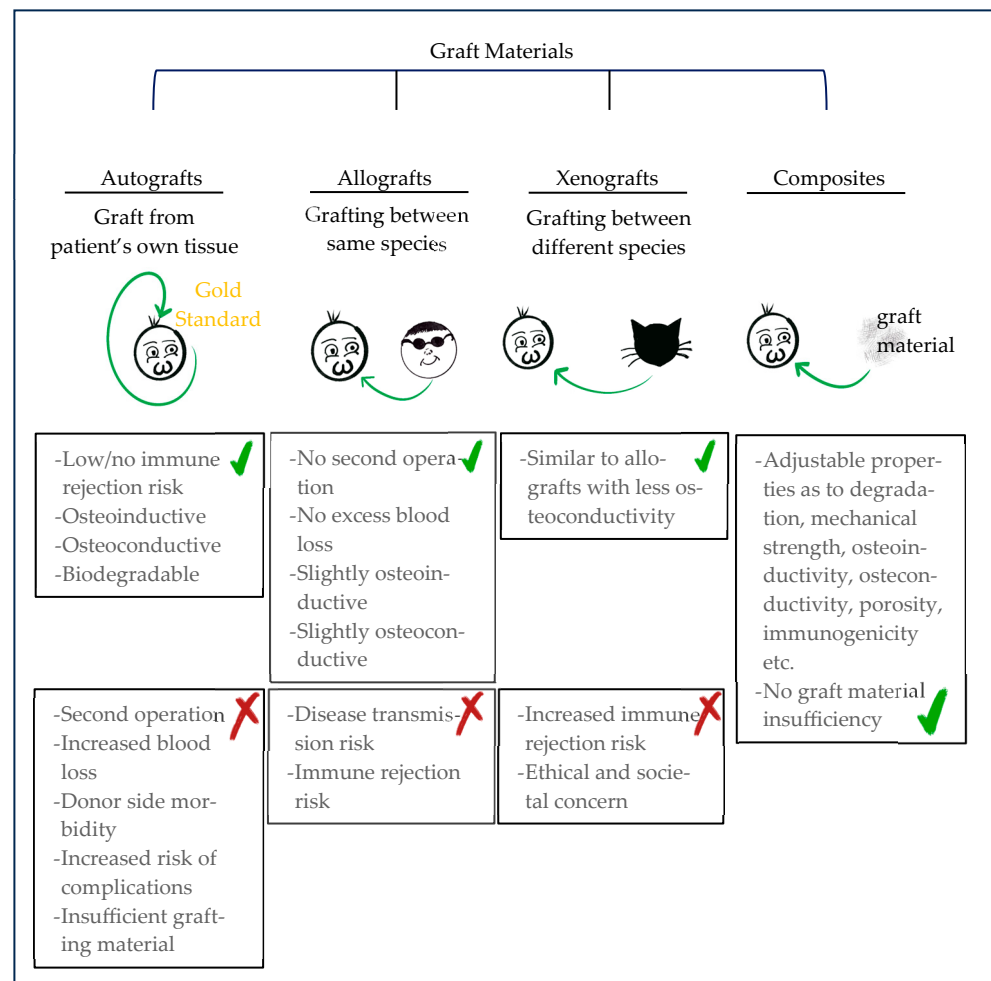 Graft Materials
Autografts
Graft from
patient's own tissue
Gold
Standard
Allografts
Grafting between
same species
Xenografts
Grafting between
different species
Composites
graft
material
-Low/no immune
rejection risk
-Osteoinductive
-Osteoconductive
-Biodegradable
-No second opera-
tion
-No excess blood
loss
-Slightly osteoin-
ductive
-Slightly osteocon-
ductive
-Similar to allo-
grafts with less os-
teoconductivity
-Adjustable proper-
ties as to degrada-
tion, mechanical
strength, osteoin-
ductivity, ostecon-
ductivity, porosity,
immunogenicity
etc.
-No graft material
insufficiency
-Second operation
-Increased blood
loss
-Donor side mor-
bidity
-Increased risk of
complications
-Insufficient graft-
ing material
-Disease transmis-
sion risk
-Immune rejection
risk
-Increased immune
rejection risk
-Ethical and socie-
tal concern